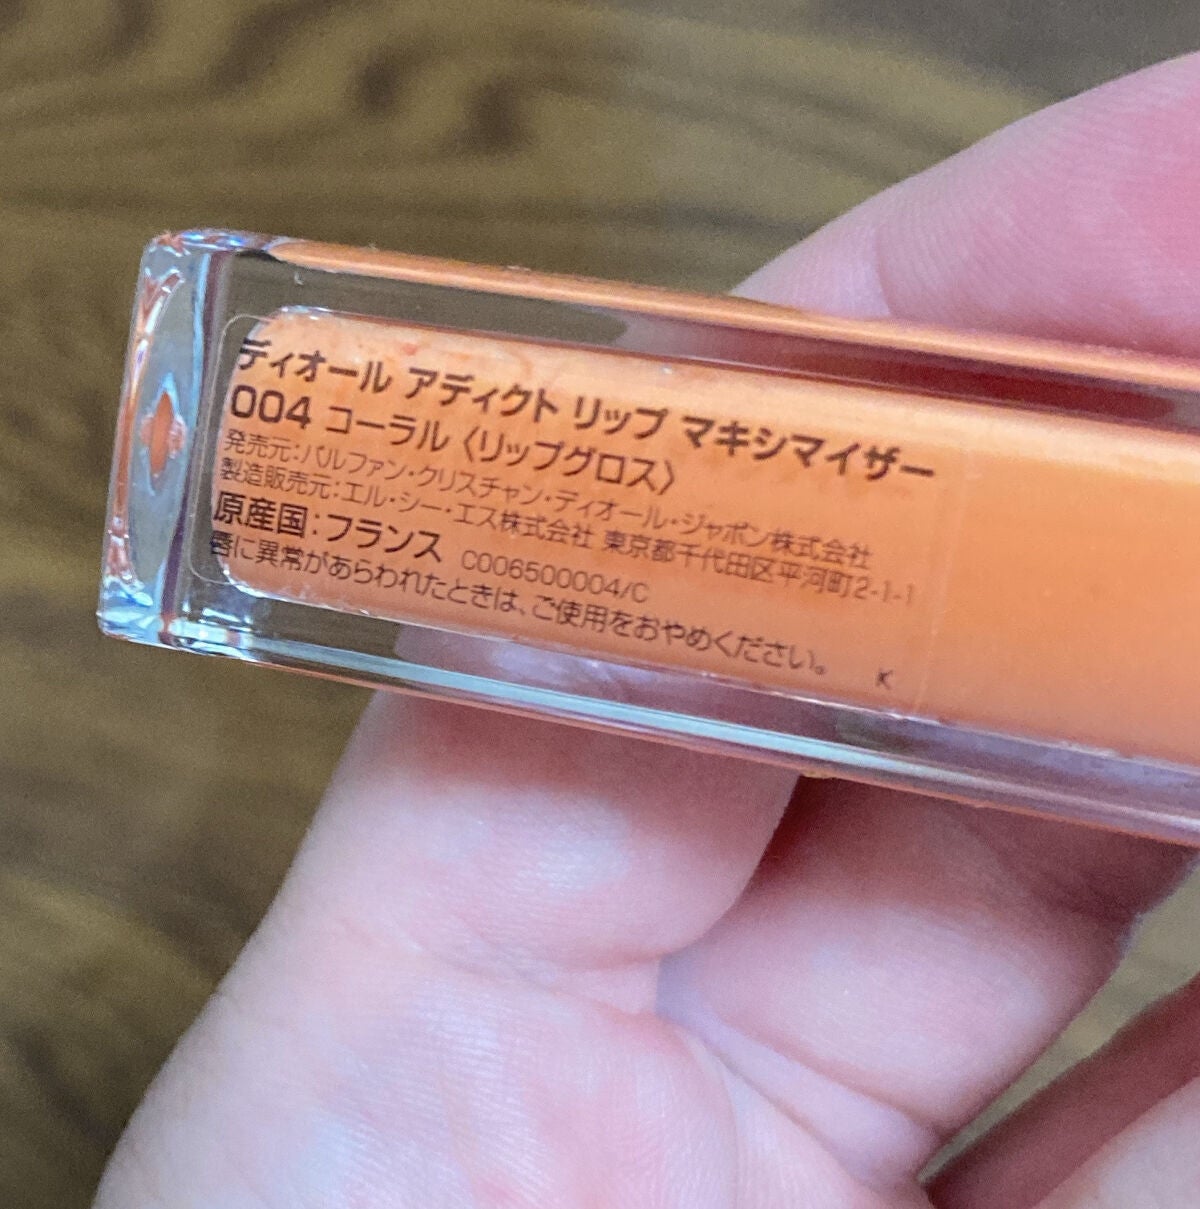 ディオール アディクト リップ マキシマイザー
004 コーラル〈リップグロス〉
発売元：パルファン・クリスチャン・ディオール・ジャポン株式会社
製造販売元：エル・シー・エス株式会社 東京都千代田区平河町2-1-1
原産国：フランス C006500004/C
唇に異常があらわれたときは、ご使用をおやめください。 K